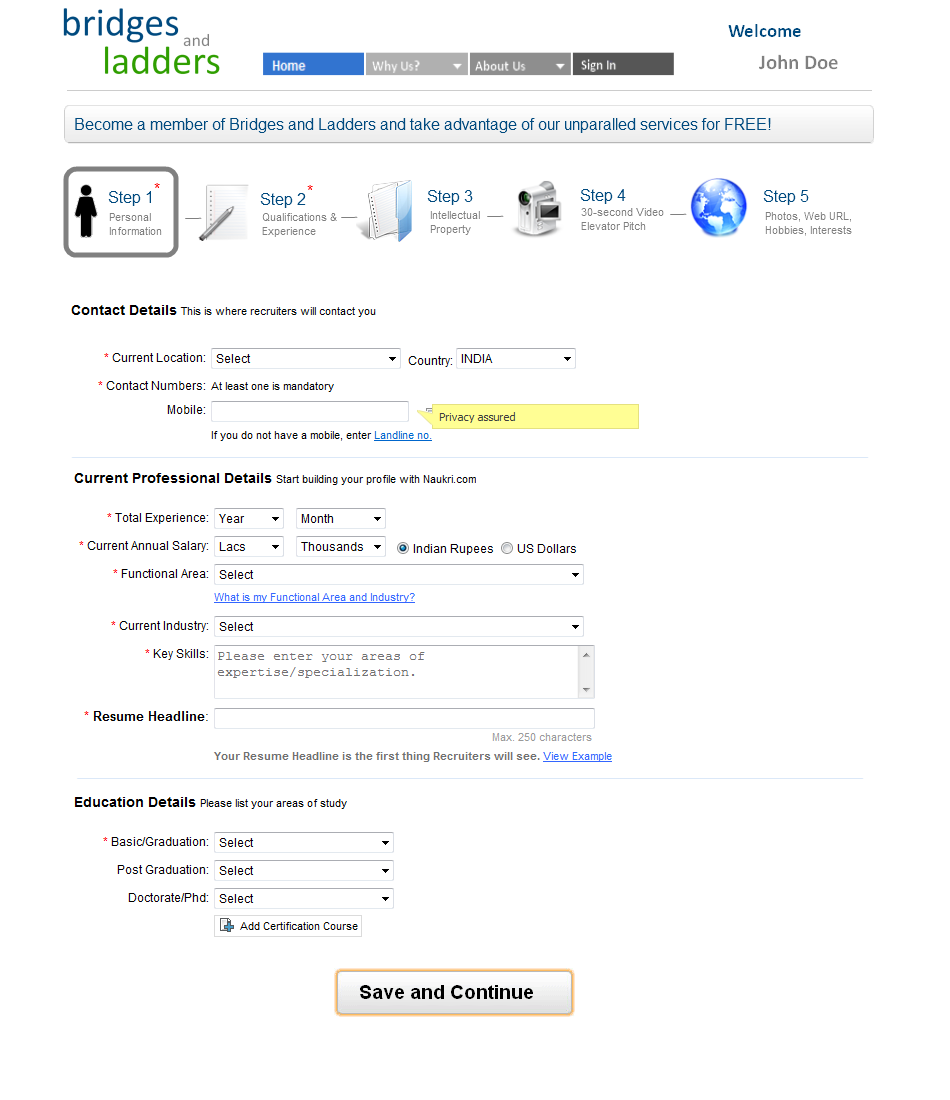 bridges
and
ladders
Welcome
John Doe
Home Why Us? About Us Sign In
Become a member of Bridges and Ladders and take advantage of our unparalled services for FREE!
Step 1*
Personal
Information
Step 2*
Qualifications &
Experience
Step 3
Intellectual
Property
Step 4
30-second Video
Elevator Pitch
Step 5
Photos, Web URL,
Hobbies, Interests
Contact Details This is where recruiters will contact you
* Current Location: Select Country: INDIA
* Contact Numbers: At least one is mandatory
Mobile: Privacy assured
If you do not have a mobile, enter Landline no.
Current Professional Details Start building your profile with Naukri.com
* Total Experience: Year Month
* Current Annual Salary: Lacs Thousands Indian Rupees US Dollars
* Functional Area: Select
What is my Functional Area and Industry?
* Current Industry: Select
* Key Skills: Please enter your areas of
expertise/specialization.
* Resume Headline:
Max. 250 characters
Your Resume Headline is the first thing Recruiters will see. View Example
Education Details Please list your areas of study
* Basic/Graduation: Select
Post Graduation: Select
Doctorate/Phd: Select
Add Certification Course
Save and Continue